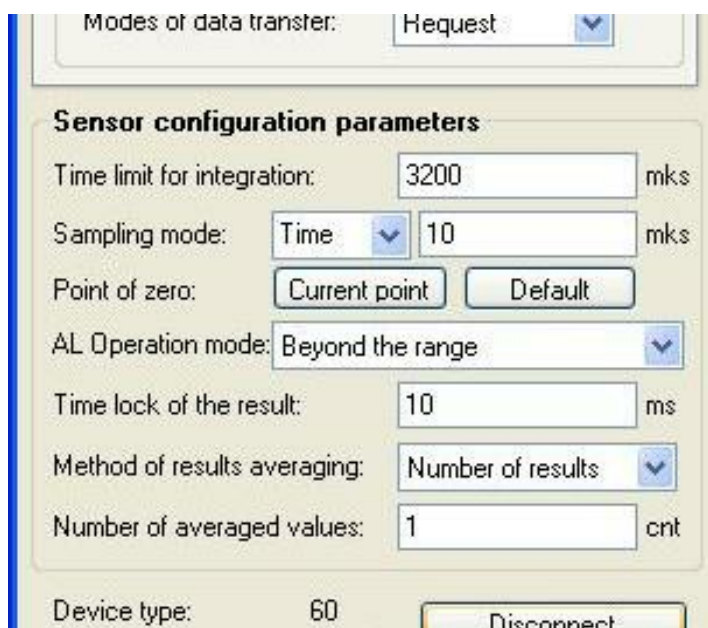 Modes of data transfer: Request
Sensor configuration parameters
Time limit for integration: 3200 mks
Sampling mode: Time 10 mks
Point of zero: Current point Default
AL Operation mode: Beyond the range
Time lock of the result: 10 ms
Method of results averaging: Number of results
Number of averaged values: 1 cnt
Device type: 60 Disconnect